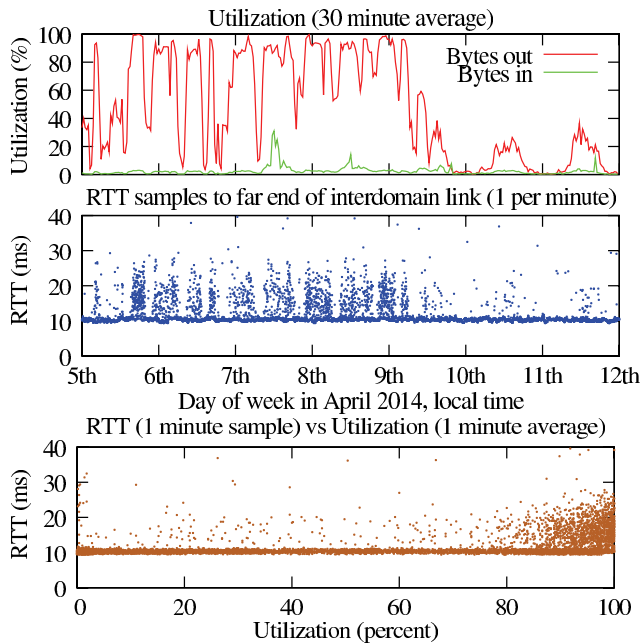 Utilization (30 minute average)
Utilization (%)
100
80
60
40
20
0
Bytes out
Bytes in
RTT samples to far end of interdomain link (1 per minute)
RTT (ms)
40
30
20
10
0
5th 6th 7th 8th 9th 10th 11th 12th
Day of week in April 2014, local time
RTT (1 minute sample) vs Utilization (1 minute average)
RTT (ms)
40
30
20
10
0
0 20 40 60 80 100
Utilization (percent)